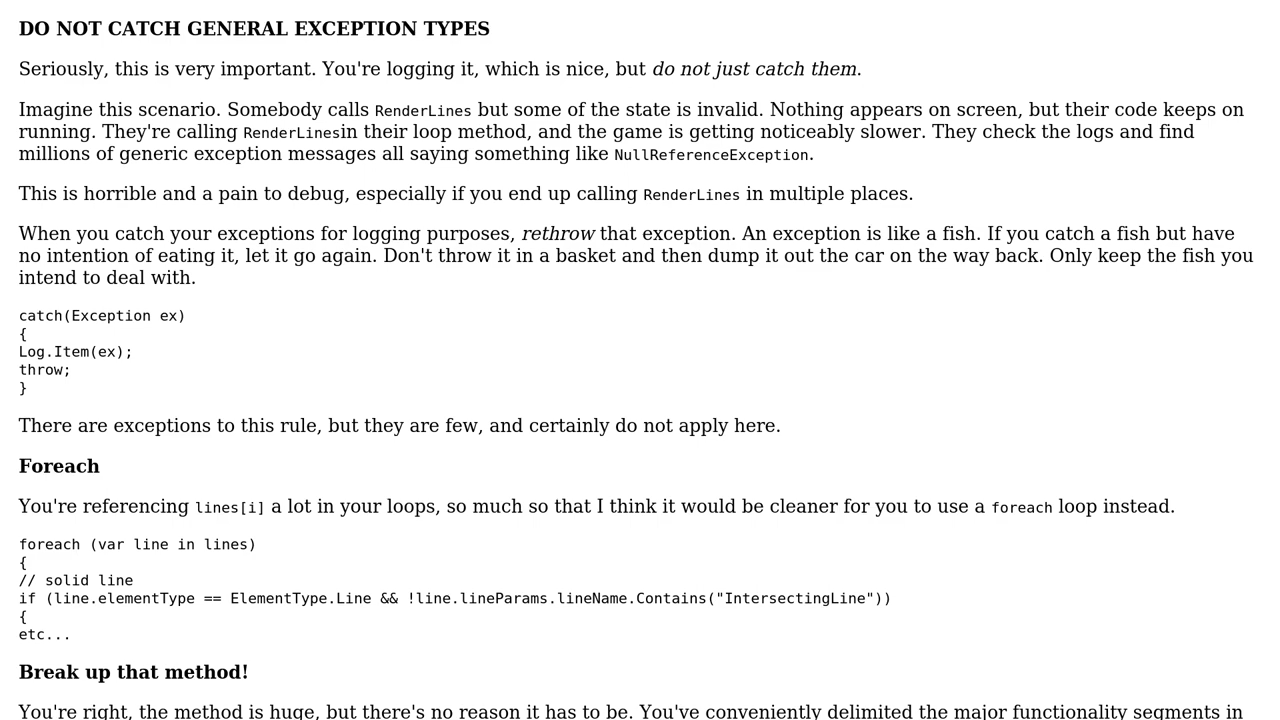 DO NOT CATCH GENERAL EXCEPTION TYPES
Seriously, this is very important. You're logging it, which is nice, but do not just catch them.
Imagine this scenario. Somebody calls RenderLines but some of the state is invalid. Nothing appears on screen, but their code keeps on
running. They're calling RenderLinesin their loop method, and the game is getting noticeably slower. They check the logs and find
millions of generic exception messages all saying something like NullReferenceException.
This is horrible and a pain to debug, especially if you end up calling RenderLines in multiple places.
When you catch your exceptions for logging purposes, rethrow that exception. An exception is like a fish. If you catch a fish but have
no intention of eating it, let it go again. Don't throw it in a basket and then dump it out the car on the way back. Only keep the fish you
intend to deal with.
catch(Exception ex)
{
Log.Item(ex);
throw;
}
There are exceptions to this rule, but they are few, and certainly do not apply here.
Foreach
You're referencing lines[i] a lot in your loops, so much so that I think it would be cleaner for you to use a foreach loop instead.
foreach (var line in lines)
{
// solid line
if (line.elementType == ElementType.Line && !line.lineParams.lineName.Contains("IntersectingLine"))
{
etc...
Break up that method!
You're right, the method is huge, but there's no reason it has to be. You've conveniently delimited the major functionality segments in